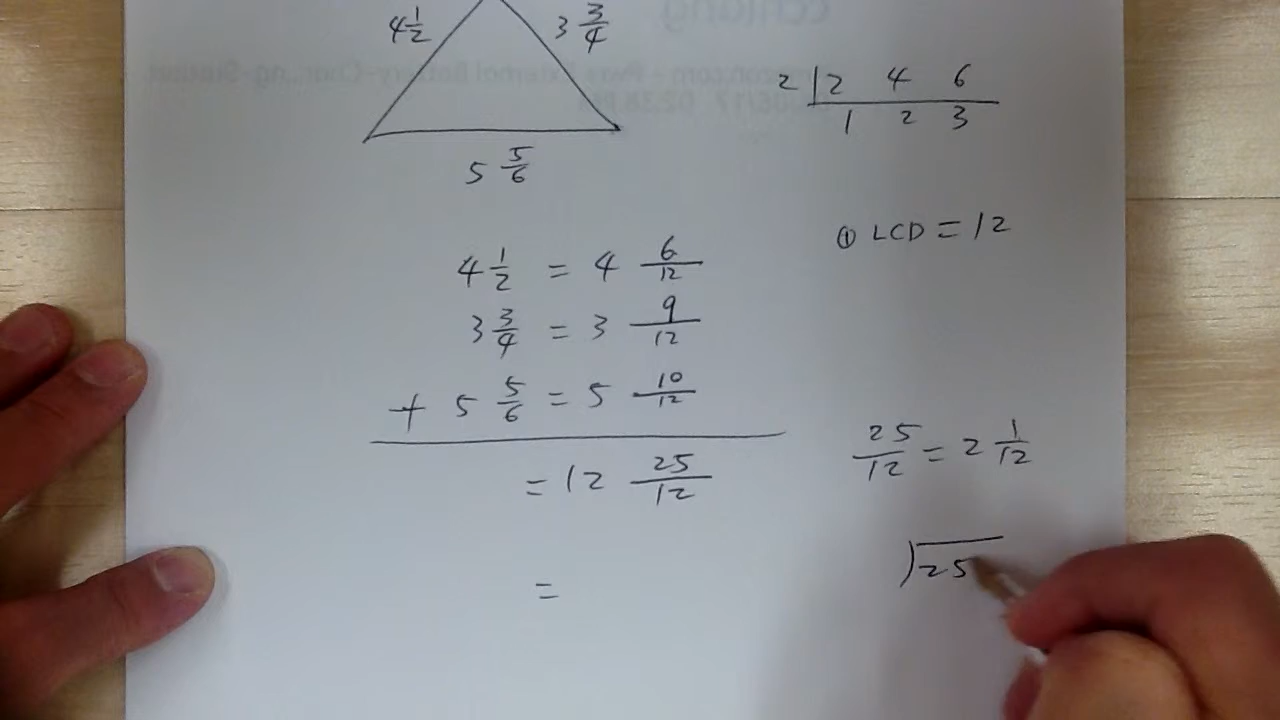 4 1/2
3 3/4
5 5/6
2 | 2 4 6
1 2 3
① LCD = 12
4 1/2 = 4 6/12
3 3/4 = 3 9/12
+ 5 5/6 = 5 10/12
= 12 25/12
25/12 = 2 1/12
=
)25